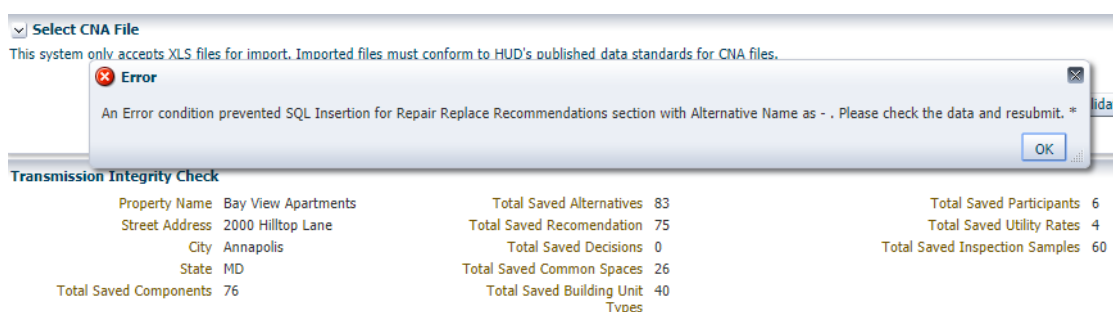 Select CNA File
This system only accepts XLS files for import. Imported files must conform to HUD's published data standards for CNA files.
Error
An Error condition prevented SQL Insertion for Repair Replace Recommendations section with Alternative Name as - . Please check the data and resubmit. *
lida
OK
Transmission Integrity Check
Property Name Bay View Apartments Total Saved Alternatives 83 Total Saved Participants 6
Street Address 2000 Hilltop Lane Total Saved Recomendation 75 Total Saved Utility Rates 4
City Annapolis Total Saved Decisions 0 Total Saved Inspection Samples 60
State MD Total Saved Common Spaces 26
Total Saved Components 76 Total Saved Building Unit 40
Types